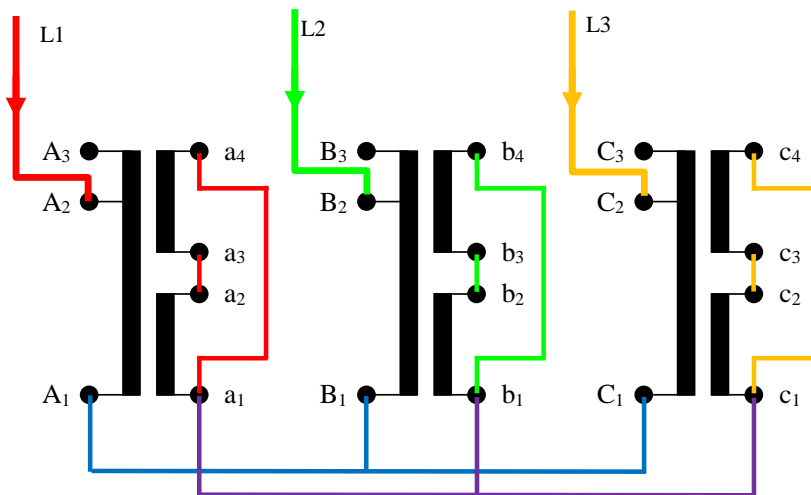 L1 L2 L3
A₃ a₄ B₃ b₄ C₃ c₄
A₂ B₂ C₂
a₃ b₃ c₃
a₂ b₂ c₂
A₁ a₁ B₁ b₁ C₁ c₁